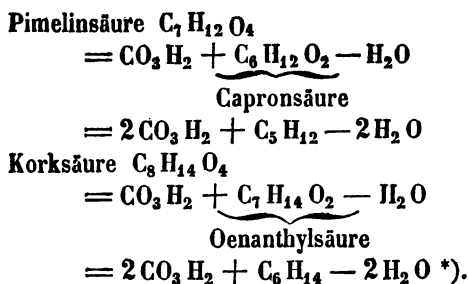 Pimelinsäure C₇H₁₂O₄
= CO₃H₂ + C₆H₁₂O₂ — H₂O
Capronsäure
= 2CO₃H₂ + C₅H₁₂ — 2H₂O
Korksäure C₈H₁₄O₄
= CO₃H₂ + C₇H₁₄O₂ — H₂O
Oenanthylsäure
= 2CO₃H₂ + C₆H₁₄ — 2H₂O *).